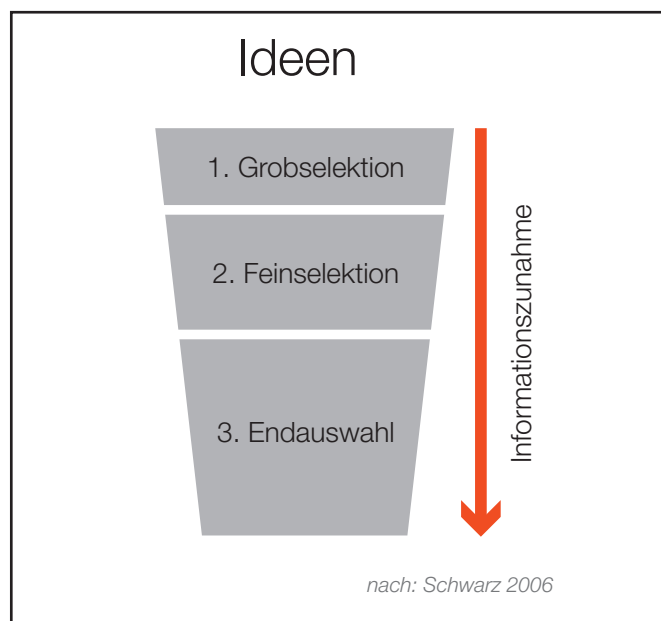 Ideen
1. Grobselektion
2. Feinselektion
3. Endauswahl
Informationszunahme
nach: Schwarz 2006